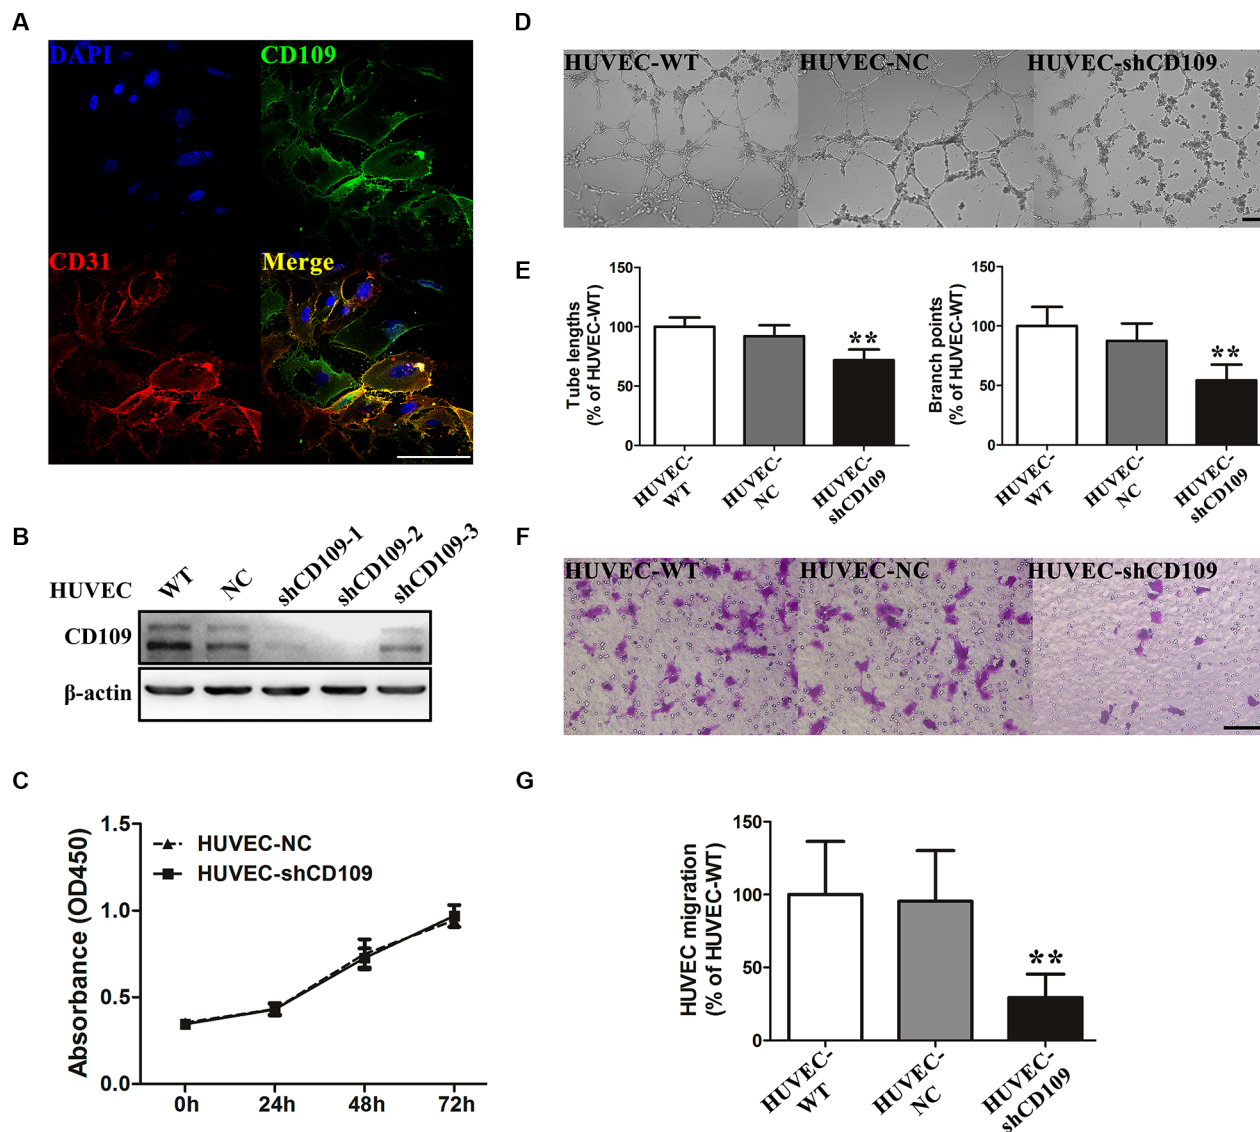 A
DAPI
CD109
CD31
Merge
B
HUVEC
WT
NC
shCD109-1
shCD109-2
shCD109-3
CD109
β-actin
C
Absorbance (OD450)
1.5
1.0
0.5
0.0
HUVEC-NC
HUVEC-shCD109
0h
24h
48h
72h
D
HUVEC-WT
HUVEC-NC
HUVEC-shCD109
E
Tube lengths
(% of HUVEC-WT)
150
100
50
0
**
HUVEC-
WT
HUVEC-
NC
HUVEC-
shCD109
Branch points
(% of HUVEC-WT)
150
100
50
0
**
HUVEC-
WT
HUVEC-
NC
HUVEC-
shCD109
F
HUVEC-WT
HUVEC-NC
HUVEC-shCD109
G
HUVEC migration
(% of HUVEC-WT)
150
100
50
0
**
HUVEC-
WT
HUVEC-
NC
HUVEC-
shCD109